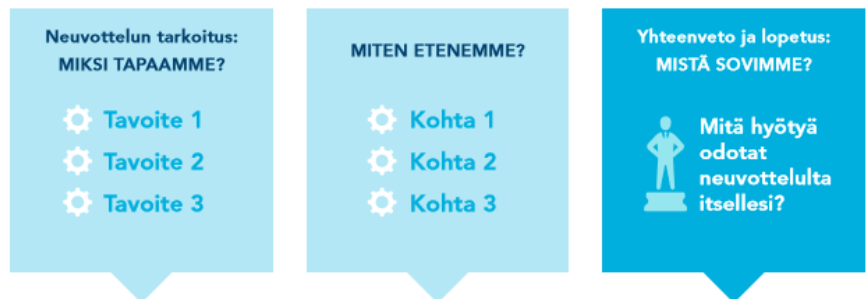 Neuvottelun tarkoitus:
MIKSI TAPAAMME?
Tavoite 1
Tavoite 2
Tavoite 3
MITEN ETENEMME?
Kohta 1
Kohta 2
Kohta 3
Yhteenveto ja lopetus:
MISTÄ SOVIMME?
Mitä hyötyä
odotat
neuvottelulta
itsellesi?